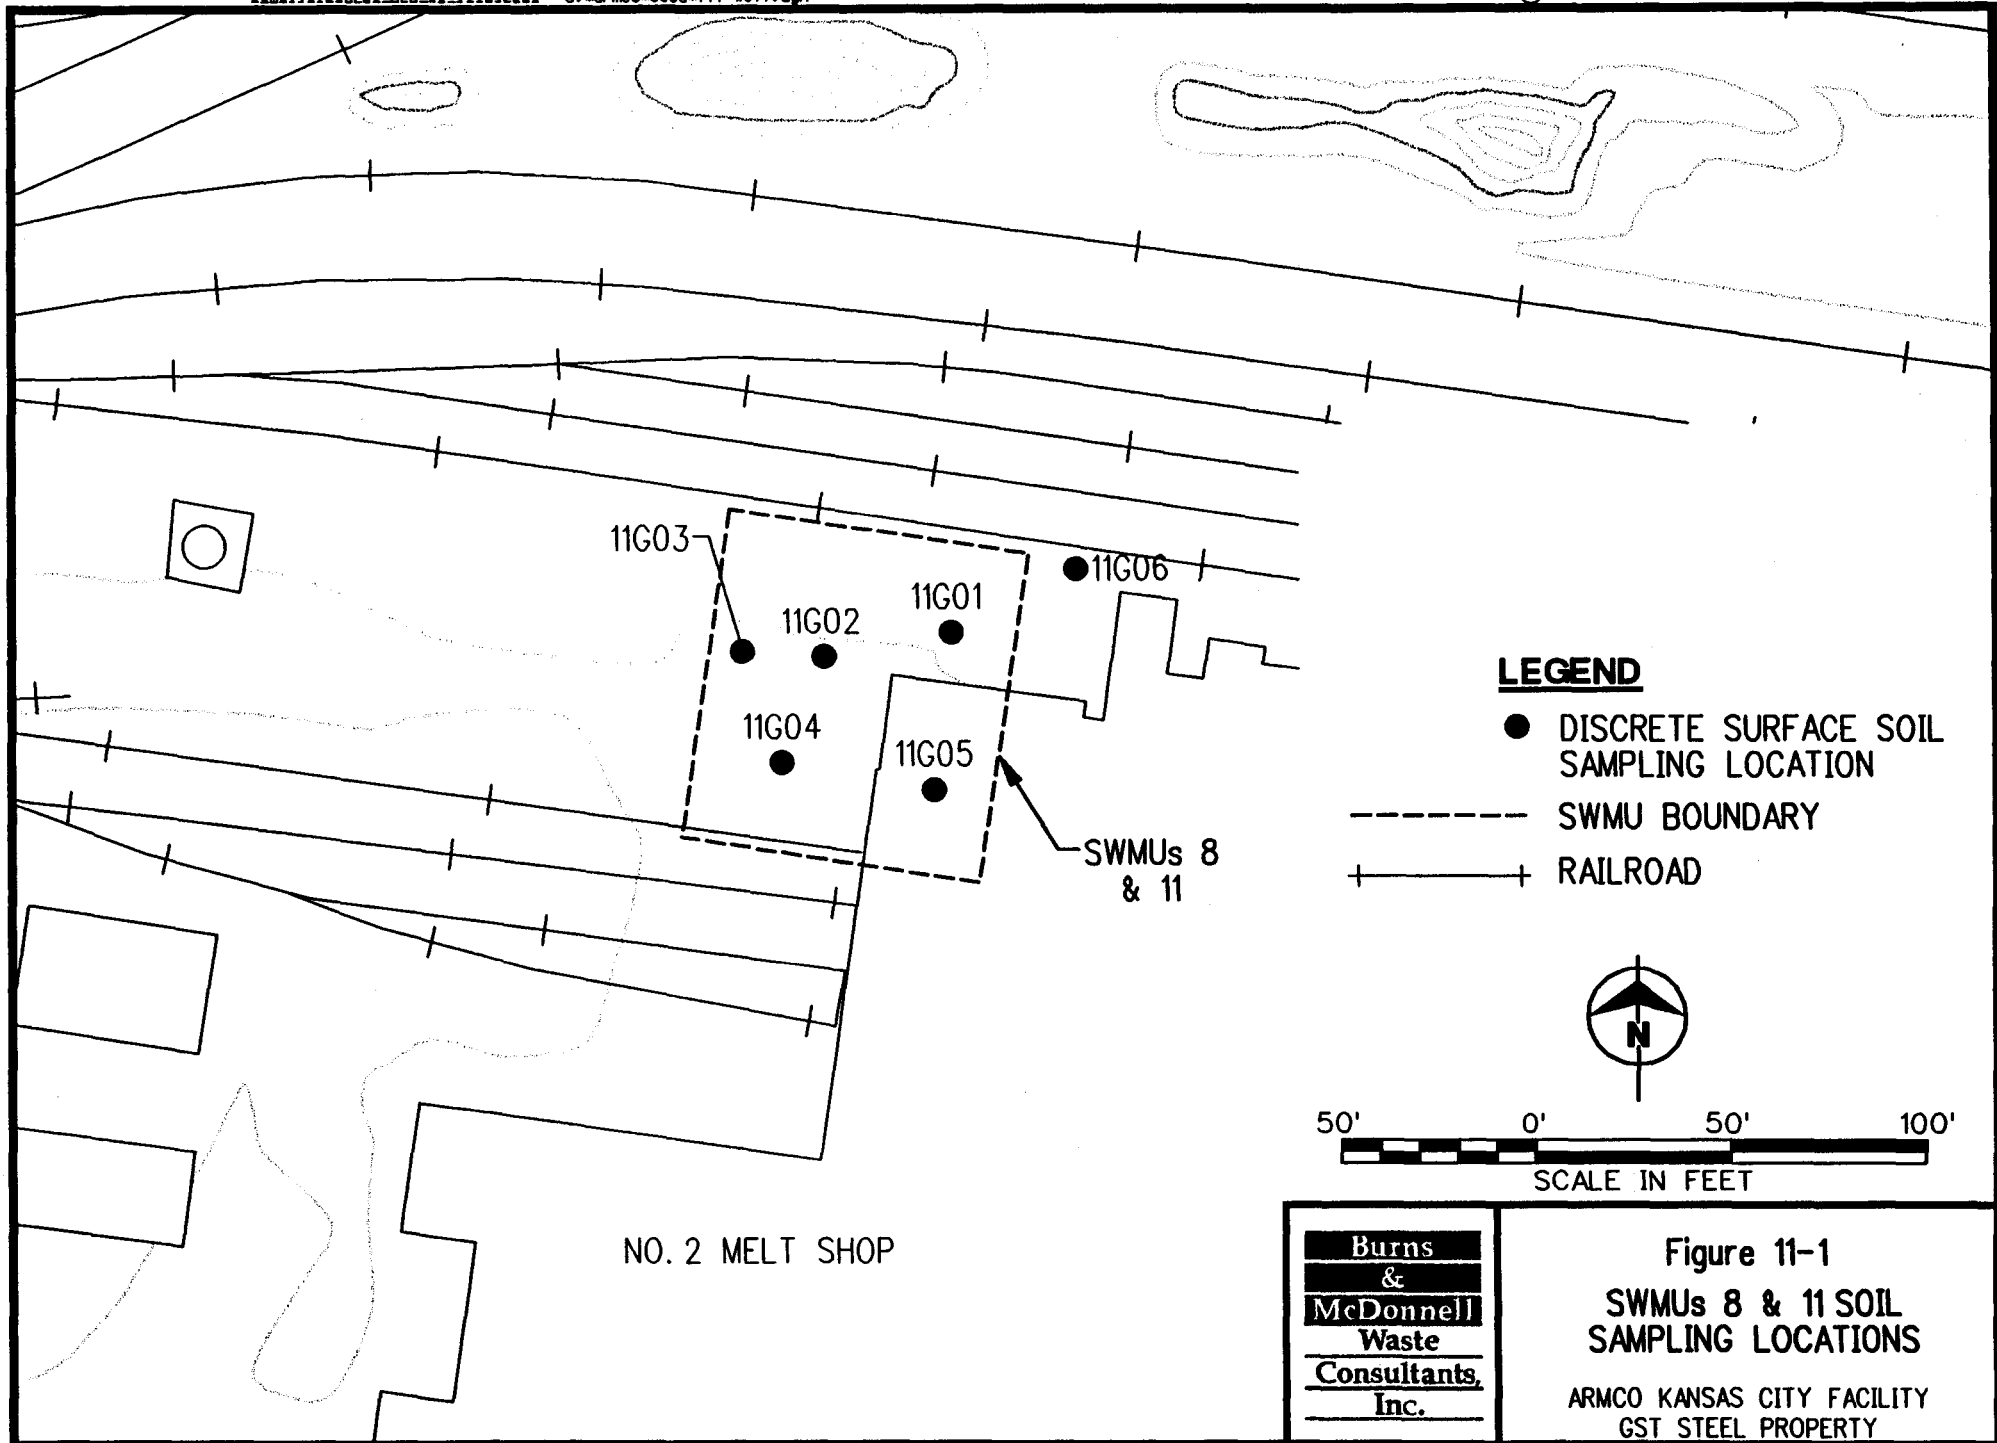 11G03
11G06
11G01
11G02
11G04
11G05
SWMUs 8
& 11
LEGEND
DISCRETE SURFACE SOIL
SAMPLING LOCATION
SWMU BOUNDARY
RAILROAD
N
50' 0' 50' 100'
SCALE IN FEET
NO. 2 MELT SHOP
Burns
&
McDonnell
Waste
Consultants,
Inc.
Figure 11-1
SWMUs 8 & 11 SOIL
SAMPLING LOCATIONS
ARMCO KANSAS CITY FACILITY
GST STEEL PROPERTY